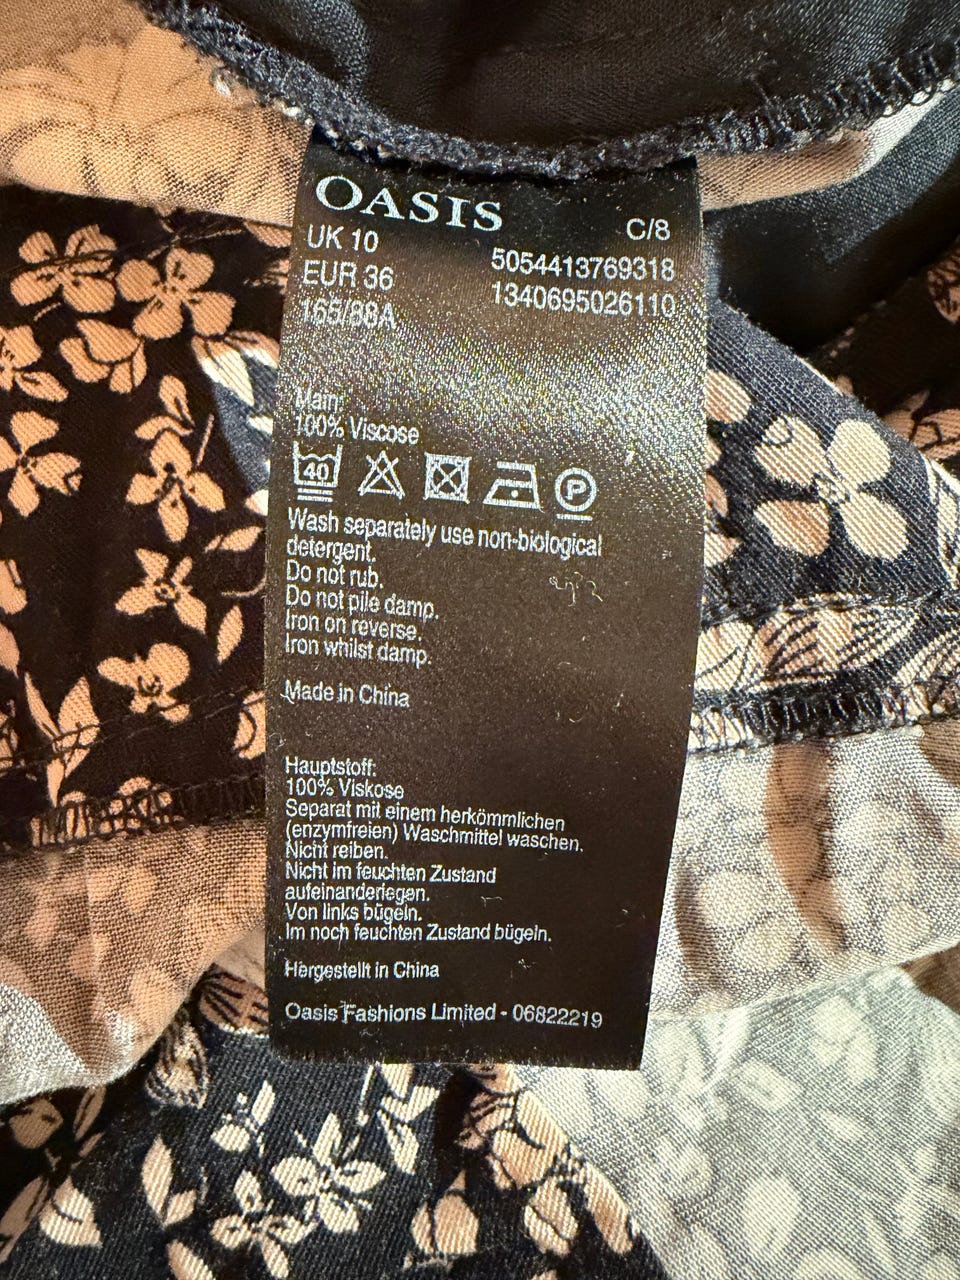 OASIS
C/8
UK 10
5054413769318
EUR 36
1340695026110
165/88A
Main:
100% Viscose
40
P
Wash separately use non-biological
detergent.
Do not rub.
Do not pile damp.
Iron on reverse.
Iron whilst damp.
Made in China
Hauptstoff:
100% Viskose
Separat mit einem herkömmlichen
(enzymfreien) Waschmittel waschen.
Nicht reiben.
Nicht im feuchten Zustand
aufeinanderlegen.
Von links bügeln.
Im noch feuchten Zustand bügeln.
Hergestellt in China
Oasis Fashions Limited - 06822219